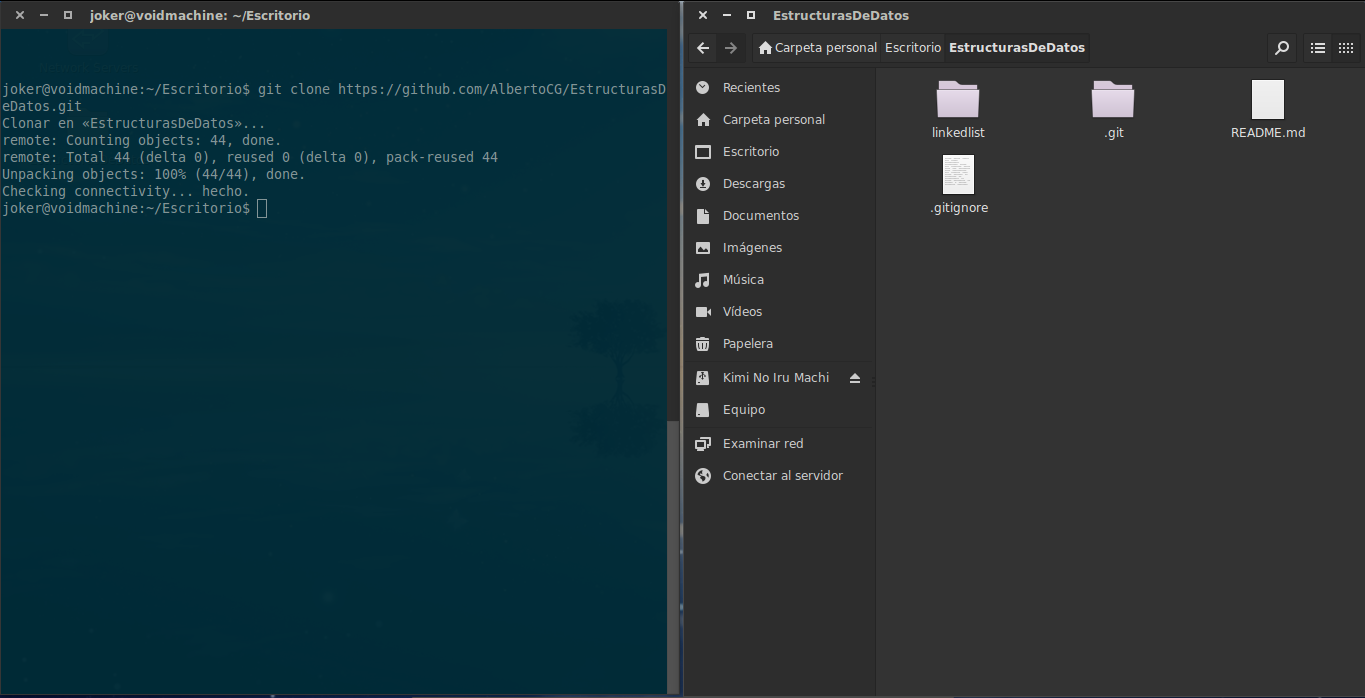 joker@voidmachine: ~/Escritorio
joker@voidmachine:~/Escritorio$ git clone https://github.com/AlbertoCG/EstructurasD
eDatos.git
Clonar en «EstructurasDeDatos»...
remote: Counting objects: 44, done.
remote: Total 44 (delta 0), reused 0 (delta 0), pack-reused 44
Unpacking objects: 100% (44/44), done.
Checking connectivity... hecho.
joker@voidmachine:~/Escritorio$
EstructurasDeDatos
Carpeta personal Escritorio EstructurasDeDatos
Recientes
Carpeta personal
Escritorio
Descargas
Documentos
Imágenes
Música
Vídeos
Papelera
Kimi No Iru Machi
Equipo
Examinar red
Conectar al servidor
linkedlist .git README.md
.gitignore